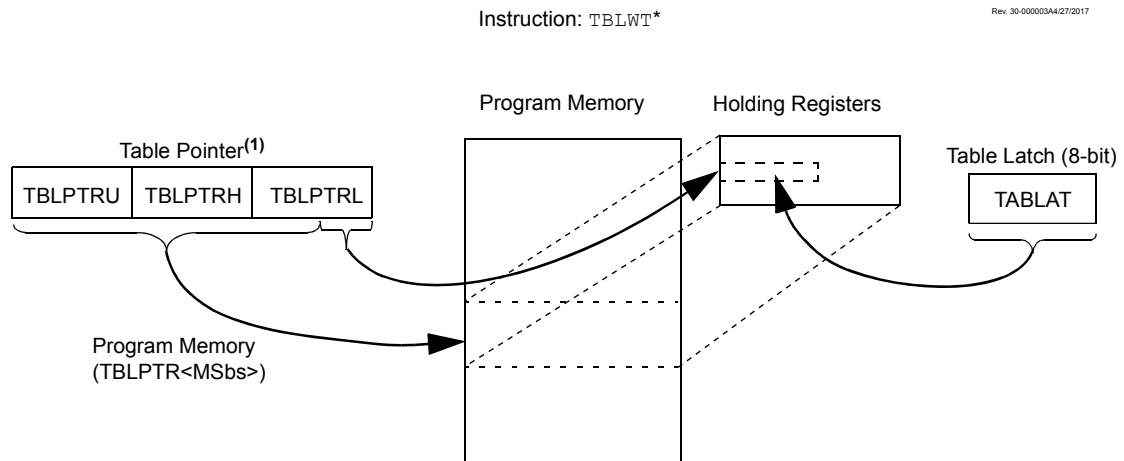 Instruction: TBLWT*
Rev. 30-000003A4/27/2017
Program Memory
Holding Registers
Table Pointer(1)
Table Latch (8-bit)
TBLPTRU
TBLPTRH
TBLPTRL
TABLAT
Program Memory
(TBLPTR<MSbs>)